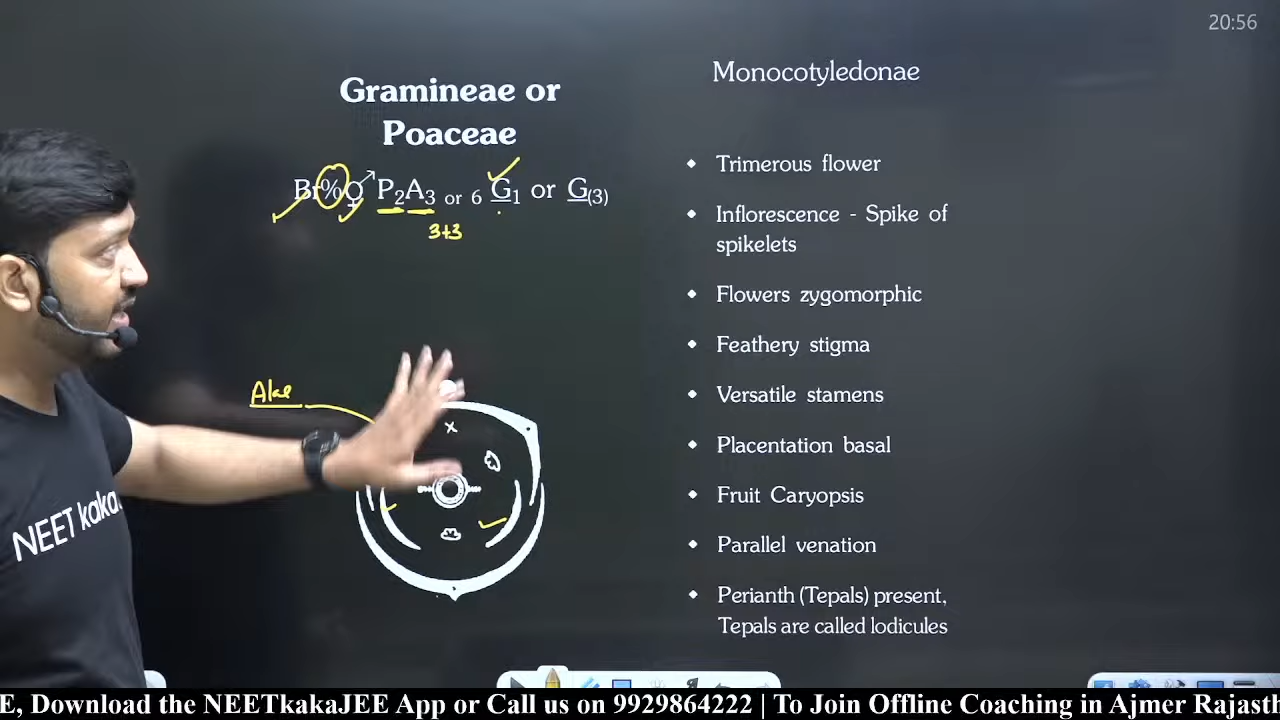 20:56
Monocotyledonae
Gramineae or
Poaceae
Br%⚥ P2A3 or 6 G1 or G(3)
3+3
Alae
NEET kaka
Trimerous flower
Inflorescence - Spike of
spikelets
Flowers zygomorphic
Feathery stigma
Versatile stamens
Placentation basal
Fruit Caryopsis
Parallel venation
Perianth (Tepals) present,
Tepals are called lodicules
E, Download the NEETkakaJEE App or Call us on 9929864222 | To Join Offline Coaching in Ajmer Rajasth